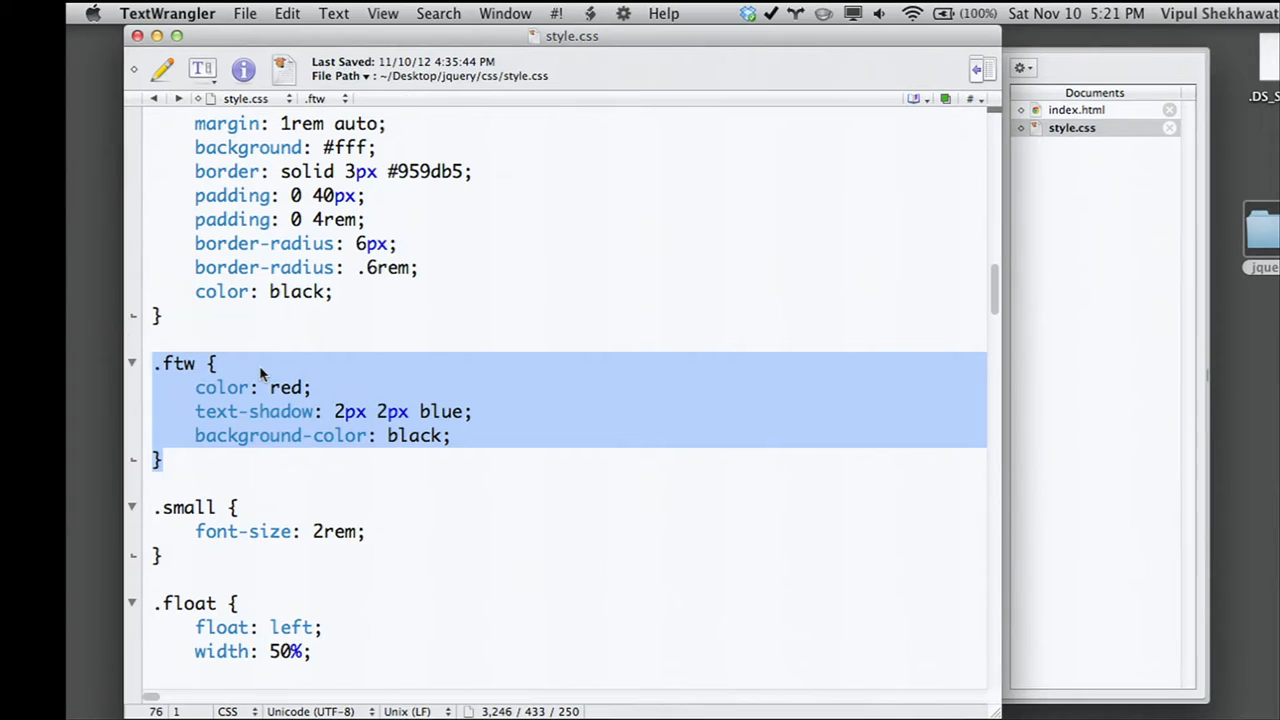 TextWrangler File Edit Text View Search Window #! Help (100%) Sat Nov 10 5:21 PM Vipul Shekhawat
style.css
Last Saved: 11/10/12 4:35:44 PM
File Path ▾ : ~/Desktop/jquery/css/style.css
style.css .ftw #
margin: 1rem auto;
background: #fff;
border: solid 3px #959db5;
padding: 0 40px;
padding: 0 4rem;
border-radius: 6px;
border-radius: .6rem;
color: black;
}
.ftw {
color: red;
text-shadow: 2px 2px blue;
background-color: black;
}
.small {
font-size: 2rem;
}
.float {
float: left;
width: 50%;
76 1 CSS Unicode (UTF-8) Unix (LF) 3,246 / 433 / 250
Documents
index.html
style.css
.DS_S
jque